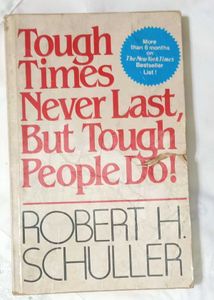 Tough
Times
Never Last,
But Tough
People Do!
More
than 6 months
on
The New York Times
Bestseller
List!
ROBERT H.
SCHULLER